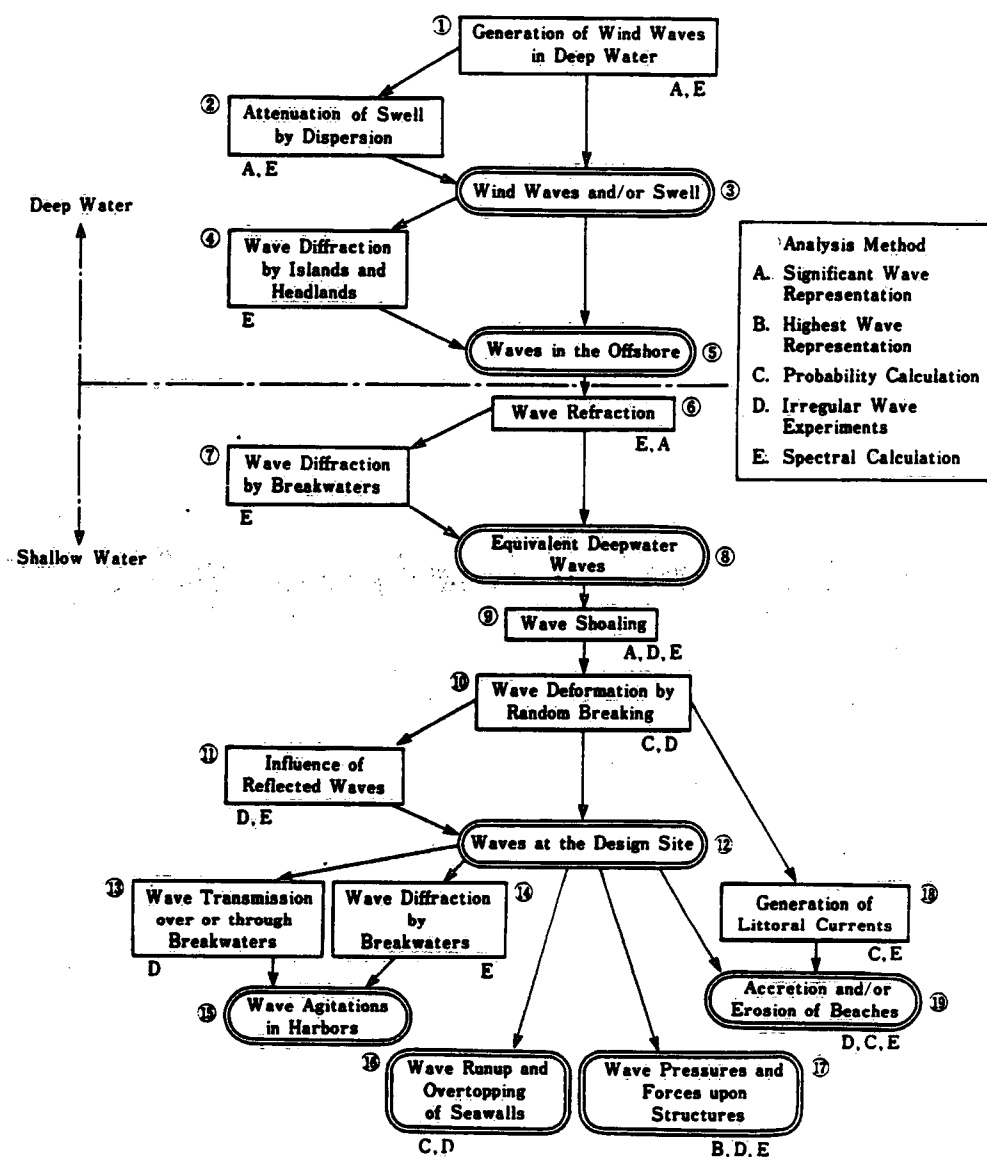 ① Generation of Wind Waves
in Deep Water
A, E
② Attenuation of Swell
by Dispersion
A, E
Wind Waves and/or Swell ③
Deep Water
④ Wave Diffraction
by Islands and
Headlands
E
Waves in the Offshore ⑤
Analysis Method
A. Significant Wave
Representation
B. Highest Wave
Representation
C. Probability Calculation
D. Irregular Wave
Experiments
E. Spectral Calculation
Wave Refraction ⑥
E, A
⑦ Wave Diffraction
by Breakwaters
E
Shallow Water
Equivalent Deepwater
Waves ⑧
⑨ Wave Shoaling
A, D, E
⑩ Wave Deformation by
Random Breaking
C, D
⑪ Influence of
Reflected Waves
D, E
Waves at the Design Site ⑫
⑬ Wave Transmission
over or through
Breakwaters
D
Wave Diffraction ⑭
by
Breakwaters
E
⑮ Wave Agitations
in Harbors
⑯ Wave Runup and
Overtopping
of Seawalls
C, D
Wave Pressures and ⑰
Forces upon
Structures
B, D, E
Generation of ⑱
Littoral Currents
C, E
Accretion and/or
Erosion of Beaches ⑲
D, C, E